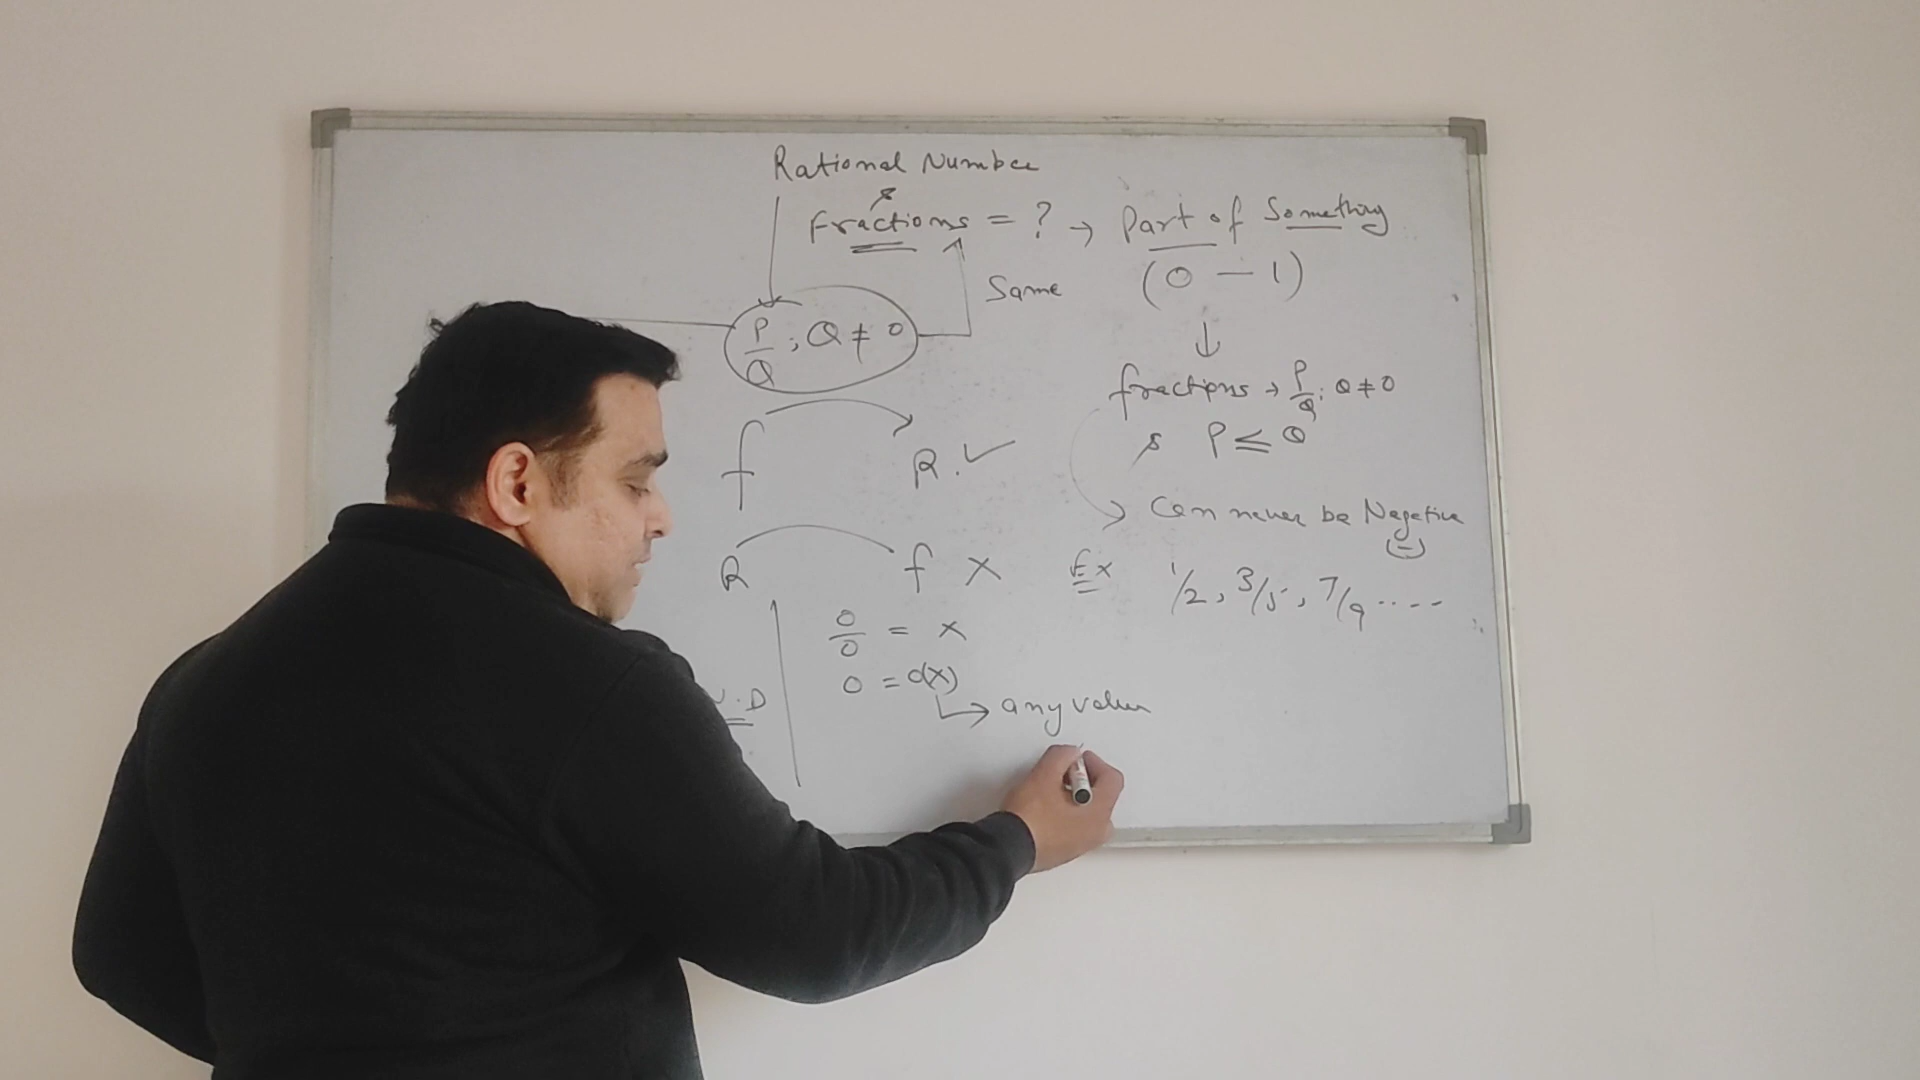 Rational Number
&
Fractions = ? → Part of Something
(0 — 1)
Same
P/Q ; Q ≠ 0
fractions → P/Q ; Q ≠ 0
& P ≤ Q
f R. ✓
Can never be Negative
(-)
R f ×
Ex 1/2, 3/5, 7/9 ....
0/0 = x
0 = 0(x)
.D
→ any value